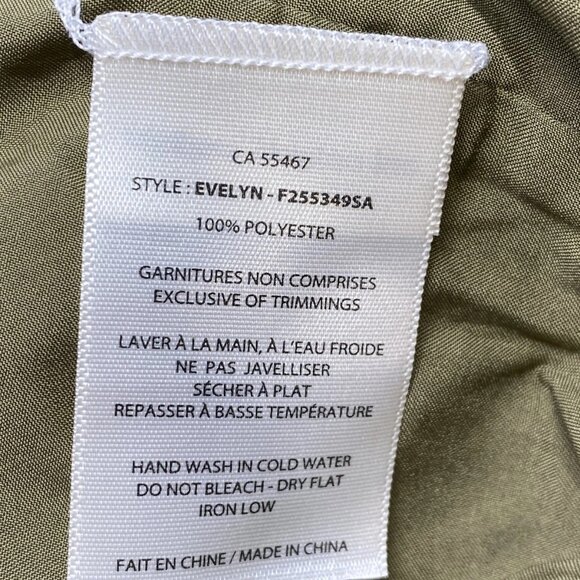 CA 55467
STYLE : EVELYN - F255349SA
100% POLYESTER
GARNITURES NON COMPRISES
EXCLUSIVE OF TRIMMINGS
LAVER À LA MAIN, À L'EAU FROIDE
NE PAS JAVELLISER
SÉCHER À PLAT
REPASSER À BASSE TEMPÉRATURE
HAND WASH IN COLD WATER
DO NOT BLEACH - DRY FLAT
IRON LOW
FAIT EN CHINE / MADE IN CHINA